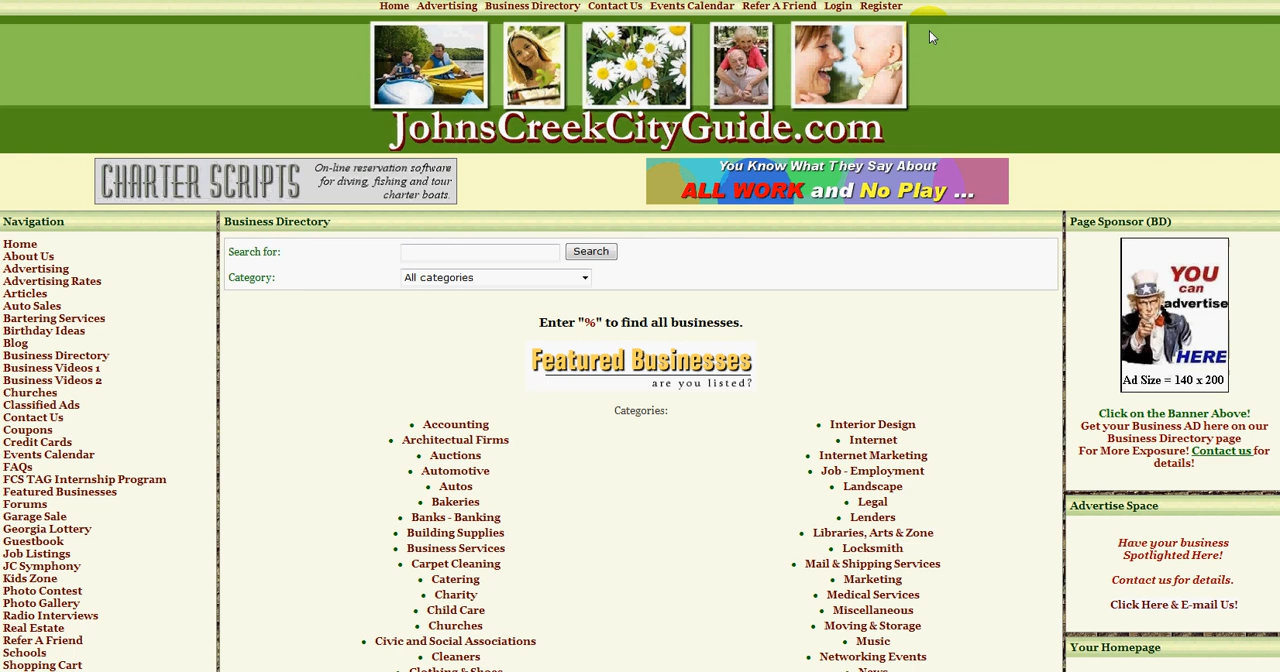 Home Advertising Business Directory Contact Us Events Calendar Refer A Friend Login Register
JohnsCreekCityGuide.com
CHARTER SCRIPTS
On-line reservation software
for diving, fishing and tour
charter boats.
You Know What They Say About
ALL WORK and No Play ...
Navigation
Home
About Us
Advertising
Advertising Rates
Articles
Auto Sales
Bartering Services
Birthday Ideas
Blog
Business Directory
Business Videos 1
Business Videos 2
Churches
Classified Ads
Contact Us
Coupons
Credit Cards
Events Calendar
FAQs
FCS TAG Internship Program
Featured Businesses
Forums
Garage Sale
Georgia Lottery
Guestbook
Job Listings
JC Symphony
Kids Zone
Photo Contest
Photo Gallery
Radio Interviews
Real Estate
Refer A Friend
Schools
Shopping Cart
Business Directory
Search for:
Search
Category:
All categories
Enter "%" to find all businesses.
Featured Businesses
are you listed?
Categories:
Accounting
Architectual Firms
Auctions
Automotive
Autos
Bakeries
Banks - Banking
Building Supplies
Business Services
Carpet Cleaning
Catering
Charity
Child Care
Churches
Civic and Social Associations
Cleaners
Clothing & Shoes
Interior Design
Internet
Internet Marketing
Job - Employment
Landscape
Legal
Lenders
Libraries, Arts & Zone
Locksmith
Mail & Shipping Services
Marketing
Medical Services
Miscellaneous
Moving & Storage
Music
Networking Events
News
Page Sponsor (BD)
YOU
can
advertise
HERE
Ad Size = 140 x 200
Click on the Banner Above!
Get your Business AD here on our
Business Directory page
For More Exposure! Contact us for
details!
Advertise Space
Have your business
Spotlighted Here!
Contact us for details.
Click Here & E-mail Us!
Your Homepage